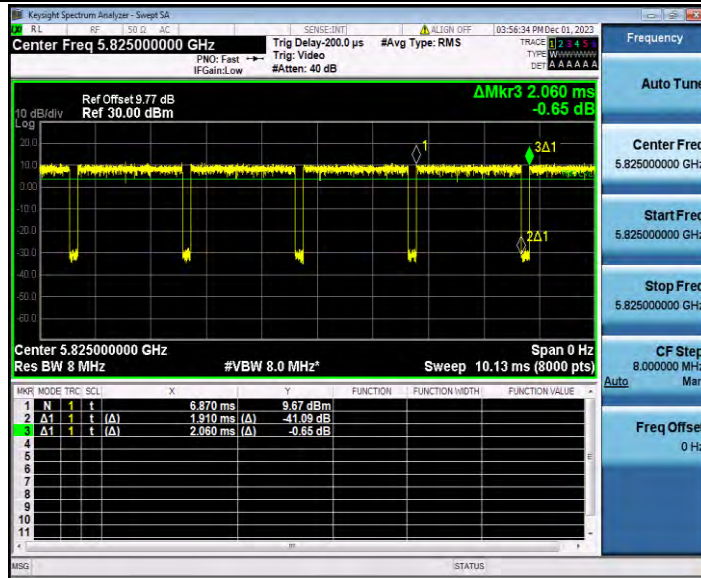 Keysight Spectrum Analyzer - Swept SA
RL RF 50 Ω AC SENSE:INT ALIGN OFF 03:56:34 PM Dec 01, 2023
Center Freq 5.825000000 GHz
PNO: Fast
IFGain:Low
Trig Delay-200.0 µs
Trig: Video
#Atten: 40 dB
#Avg Type: RMS
TRACE 1 2 3 4 5 6
TYPE
DET A A A A A A
ΔMkr3 2.060 ms
-0.65 dB
Ref Offset 9.77 dB
10 dB/div Ref 30.00 dBm
Log
20.0
10.0
0.00
-10.0
-20.0
-30.0
-40.0
-50.0
-60.0
1
3Δ1
2Δ1
Center 5.825000000 GHz Span 0 Hz
Res BW 8 MHz #VBW 8.0 MHz* Sweep 10.13 ms (8000 pts)
MKR MODE TRC SCL X Y FUNCTION FUNCTION WIDTH FUNCTION VALUE
1 N 1 t 6.870 ms 9.67 dBm
2 Δ1 1 t (Δ) 1.910 ms (Δ) -41.09 dB
3 Δ1 1 t (Δ) 2.060 ms (Δ) -0.65 dB
4
5
6
7
8
9
10
11
MSG STATUS
Frequency
Auto Tune
Center Freq
5.825000000 GHz
Start Freq
5.825000000 GHz
Stop Freq
5.825000000 GHz
CF Step
8.000000 MHz
Auto Man
Freq Offset
0 Hz